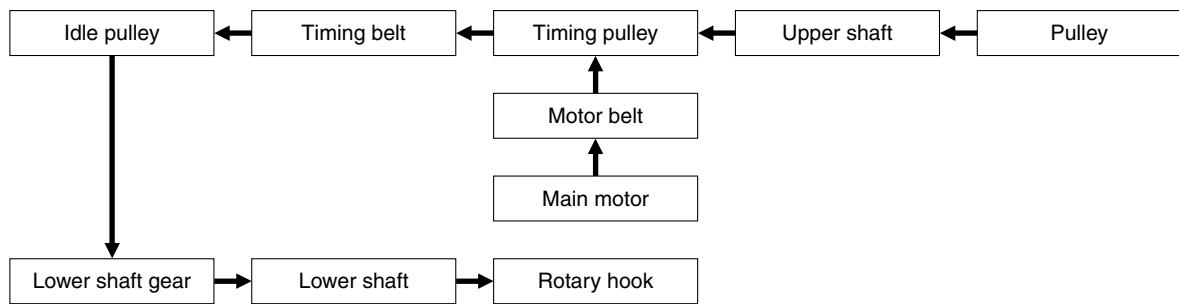 Idle pulley
Timing belt
Timing pulley
Upper shaft
Pulley
Motor belt
Main motor
Lower shaft gear
Lower shaft
Rotary hook